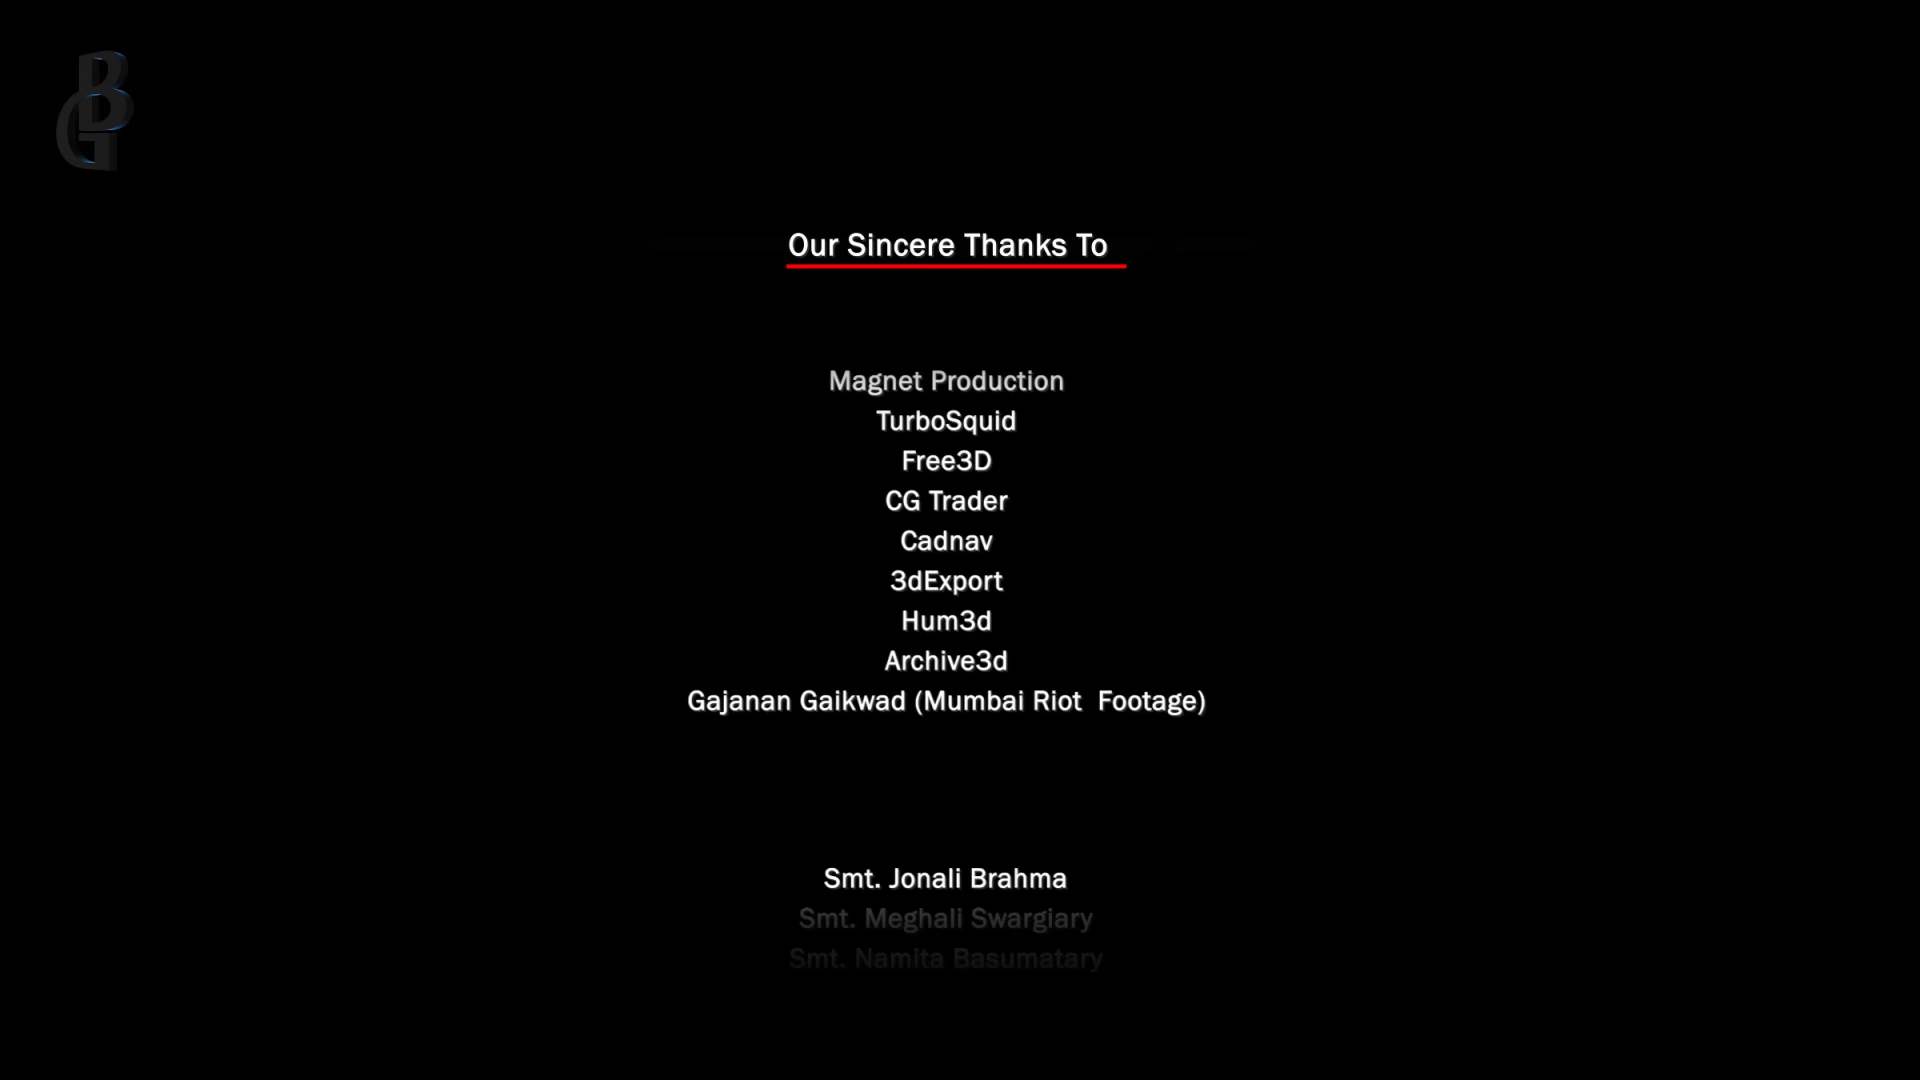 BG
Our Sincere Thanks To
Magnet Production
TurboSquid
Free3D
CG Trader
Cadnav
3dExport
Hum3d
Archive3d
Gajanan Gaikwad (Mumbai Riot  Footage)
Smt. Jonali Brahma
Smt. Meghali Swargiary
Smt. Namita Basumatary